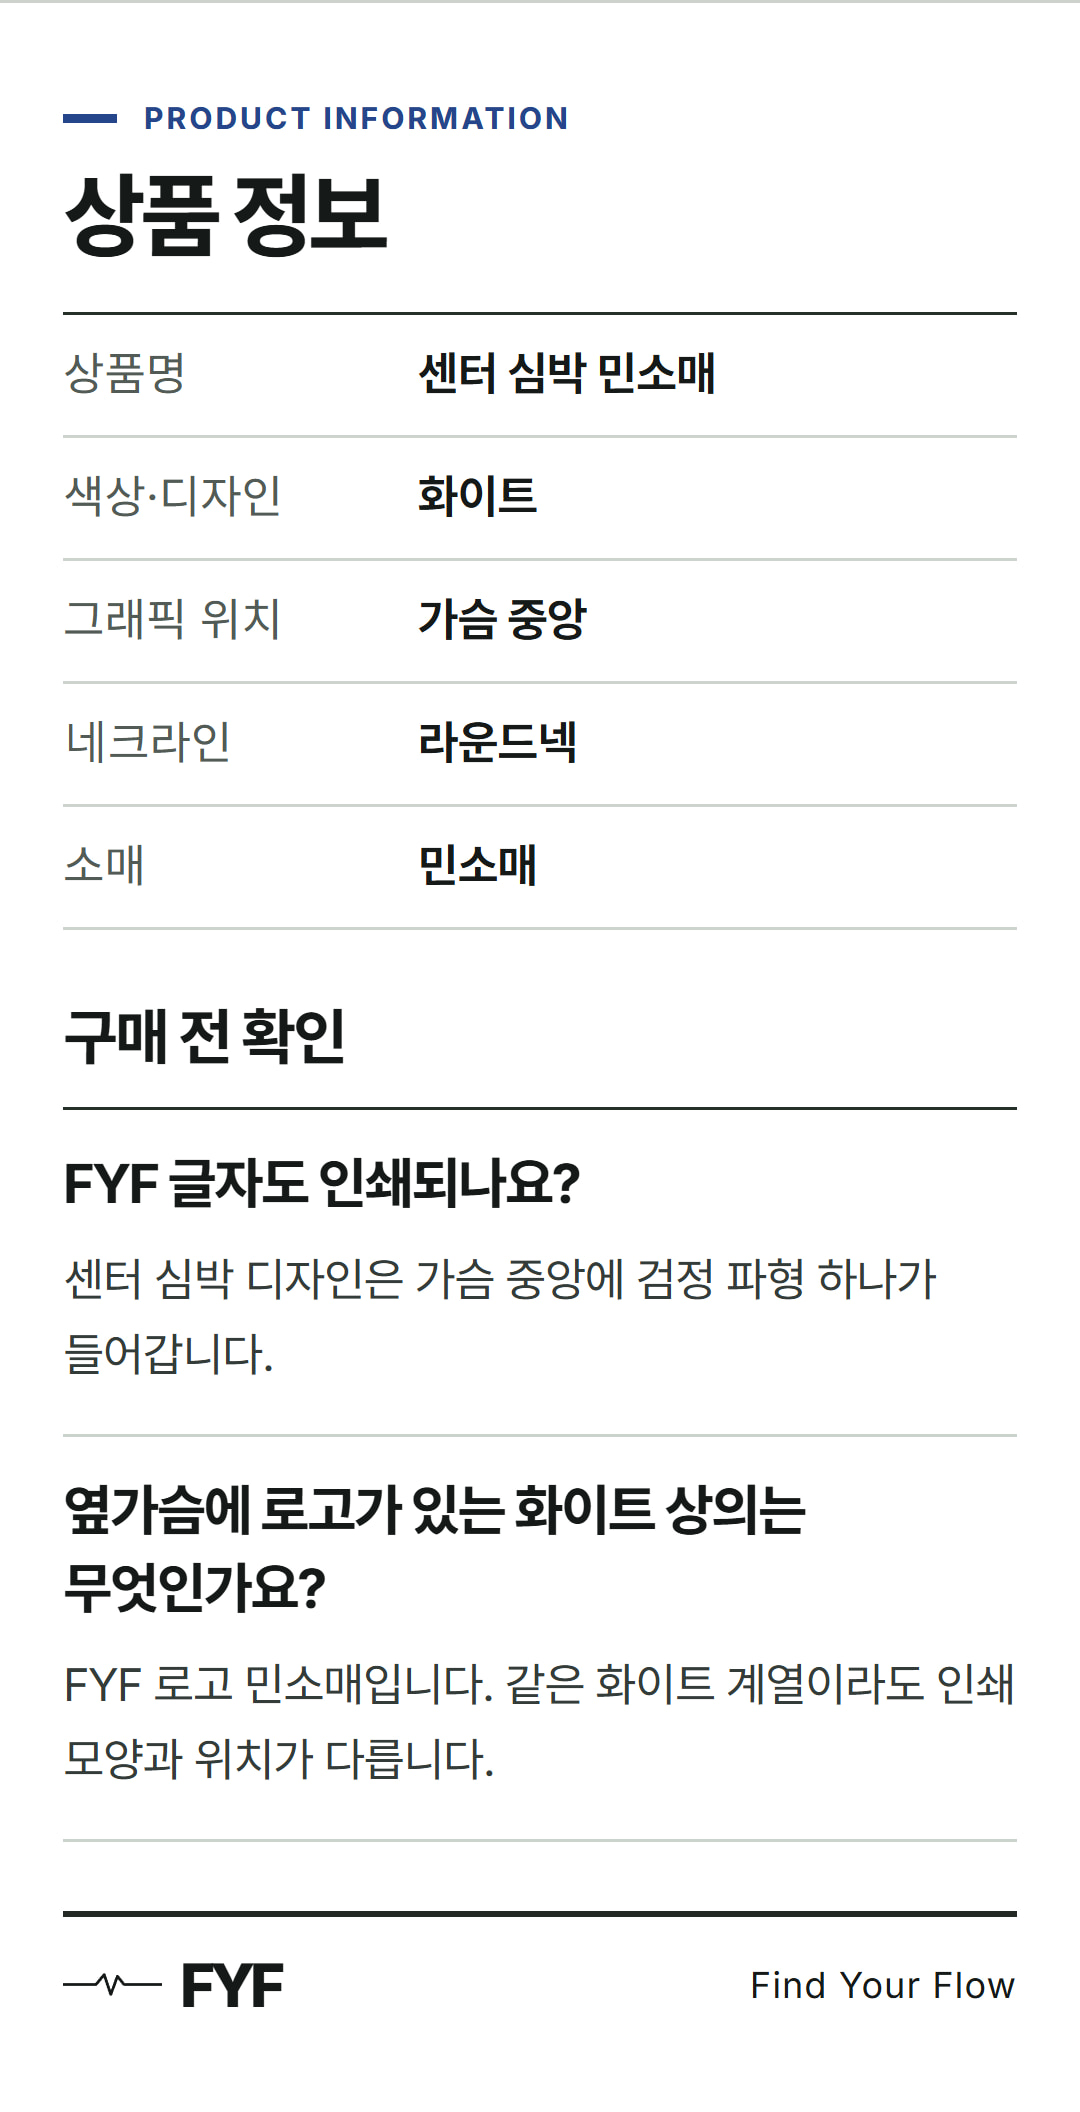 PRODUCT INFORMATION
상품 정보
상품명 센터 심박 민소매
색상·디자인 화이트
그래픽 위치 가슴 중앙
네크라인 라운드넥
소매 민소매
구매 전 확인
FYF 글자도 인쇄되나요?
센터 심박 디자인은 가슴 중앙에 검정 파형 하나가
들어갑니다.
옆가슴에 로고가 있는 화이트 상의는
무엇인가요?
FYF 로고 민소매입니다. 같은 화이트 계열이라도 인쇄
모양과 위치가 다릅니다.
FYF Find Your Flow